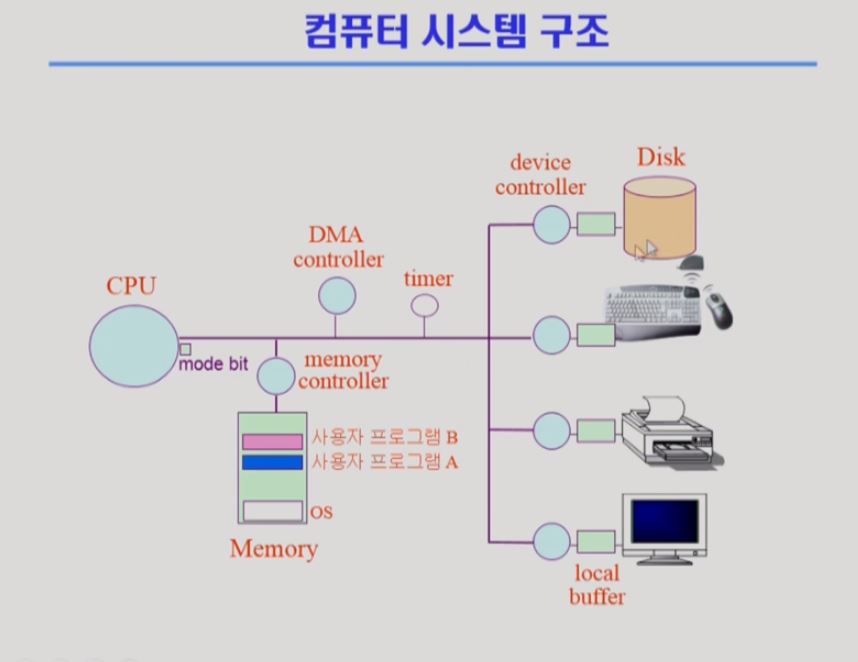 컴퓨터 시스템 구조
device
controller
Disk
DMA
controller
timer
CPU
mode bit
memory
controller
사용자 프로그램 B
사용자 프로그램 A
OS
Memory
local
buffer